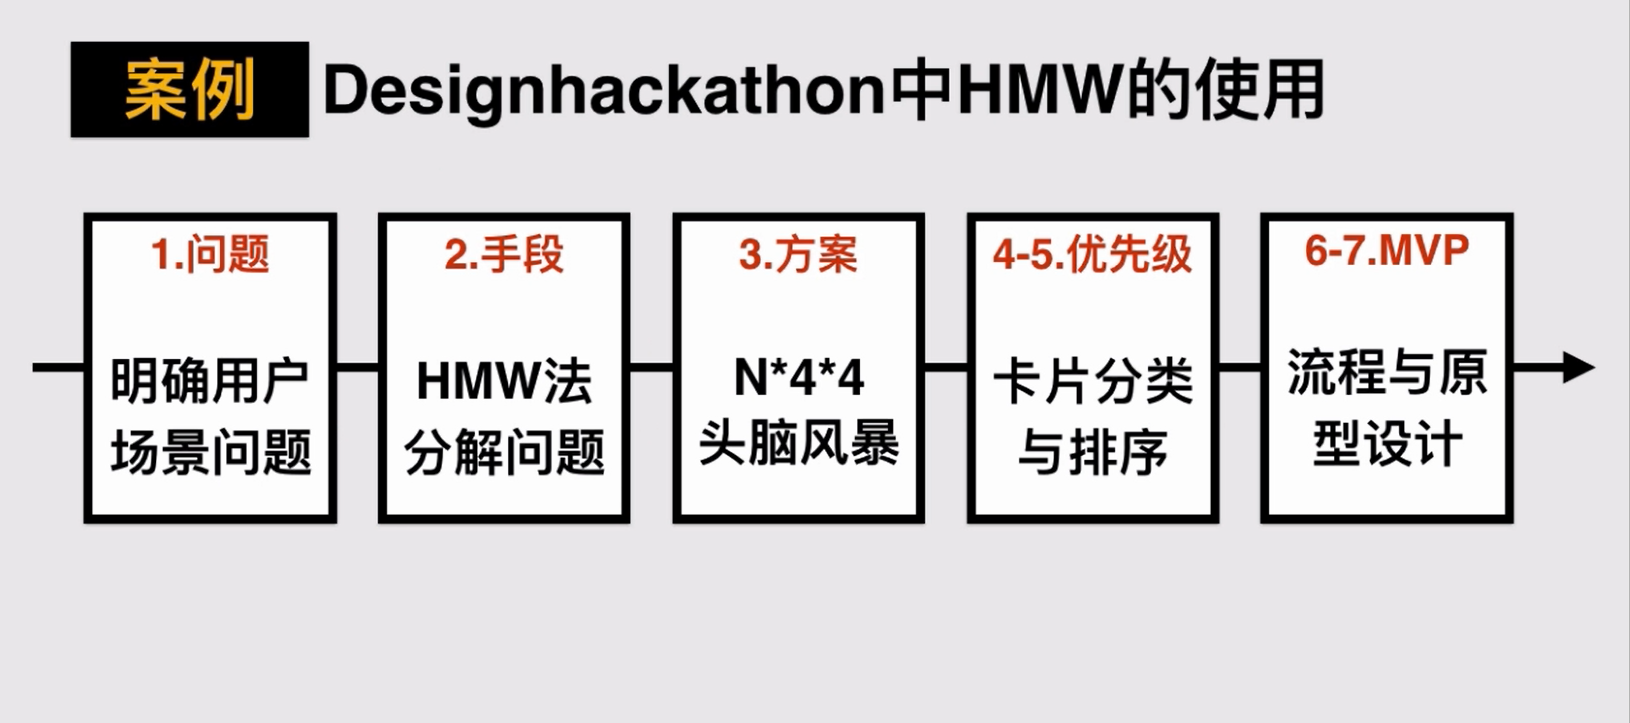 案例 Designhackathon中HMW的使用
1.问题
明确用户
场景问题
2.手段
HMW法
分解问题
3.方案
N*4*4
头脑风暴
4-5.优先级
卡片分类
与排序
6-7.MVP
流程与原
型设计